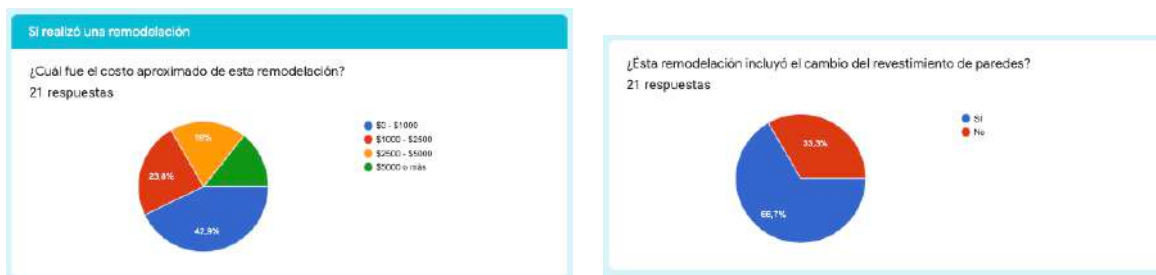 Si realizó una remodelación
¿Cuál fue el costo aproximado de esta remodelación?
21 respuestas
19%
23,8%
42,9%
$0 - $1000
$1000 - $2500
$2500 - $5000
$5000 o más
¿Ésta remodelación incluyó el cambio del revestimiento de paredes?
21 respuestas
33,3%
66,7%
Sí
No